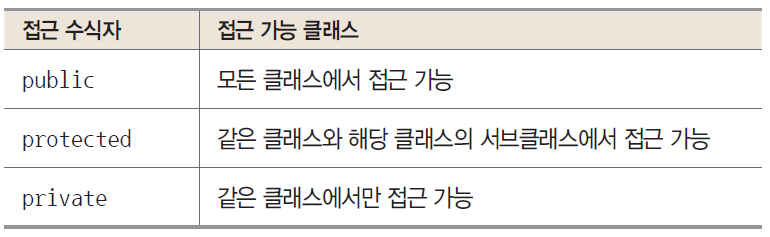 접근 수식자 접근 가능 클래스
public 모든 클래스에서 접근 가능
protected 같은 클래스와 해당 클래스의 서브클래스에서 접근 가능
private 같은 클래스에서만 접근 가능